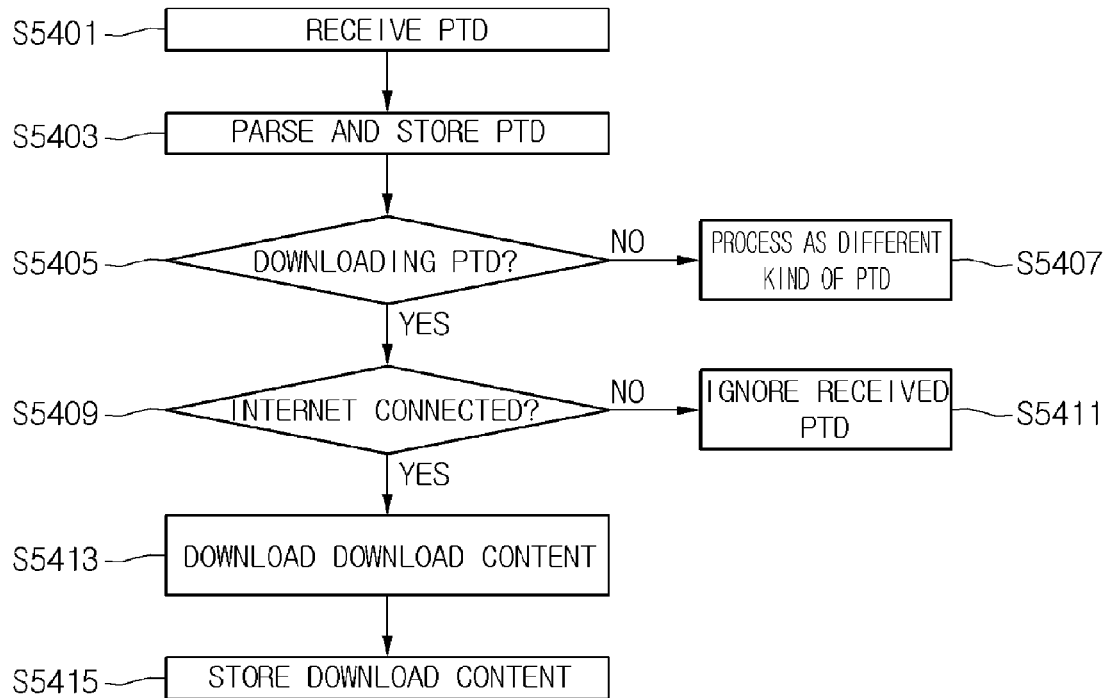 S5401
RECEIVE PTD
S5403
PARSE AND STORE PTD
S5405
DOWNLOADING PTD?
NO
PROCESS AS DIFFERENT
KIND OF PTD
S5407
YES
S5409
INTERNET CONNECTED?
NO
IGNORE RECEIVED
PTD
S5411
YES
S5413
DOWNLOAD DOWNLOAD CONTENT
S5415
STORE DOWNLOAD CONTENT